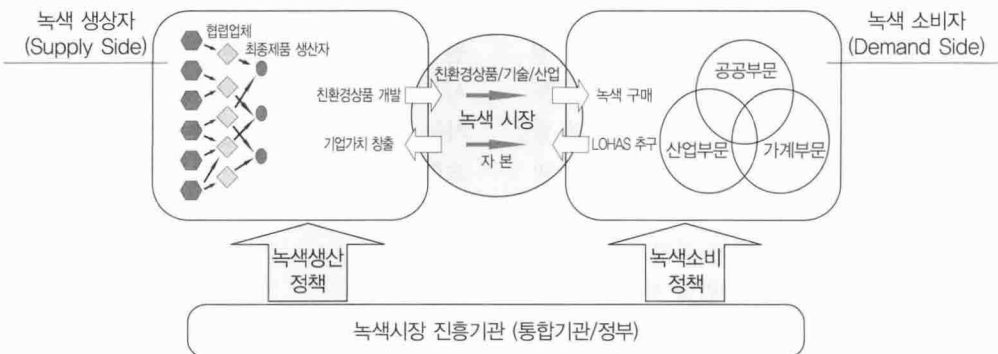 녹색 생상자
(Supply Side)
협력업체
최종제품 생산자
친환경상품 개발
기업가치 창출
친환경상품/기술/산업
녹색 시장
자 본
녹색 구매
LOHAS 추구
녹색 소비자
(Demand Side)
공공부문
산업부문
가계부문
녹색생산
정책
녹색소비
정책
녹색시장 진흥기관 (통합기관/정부)